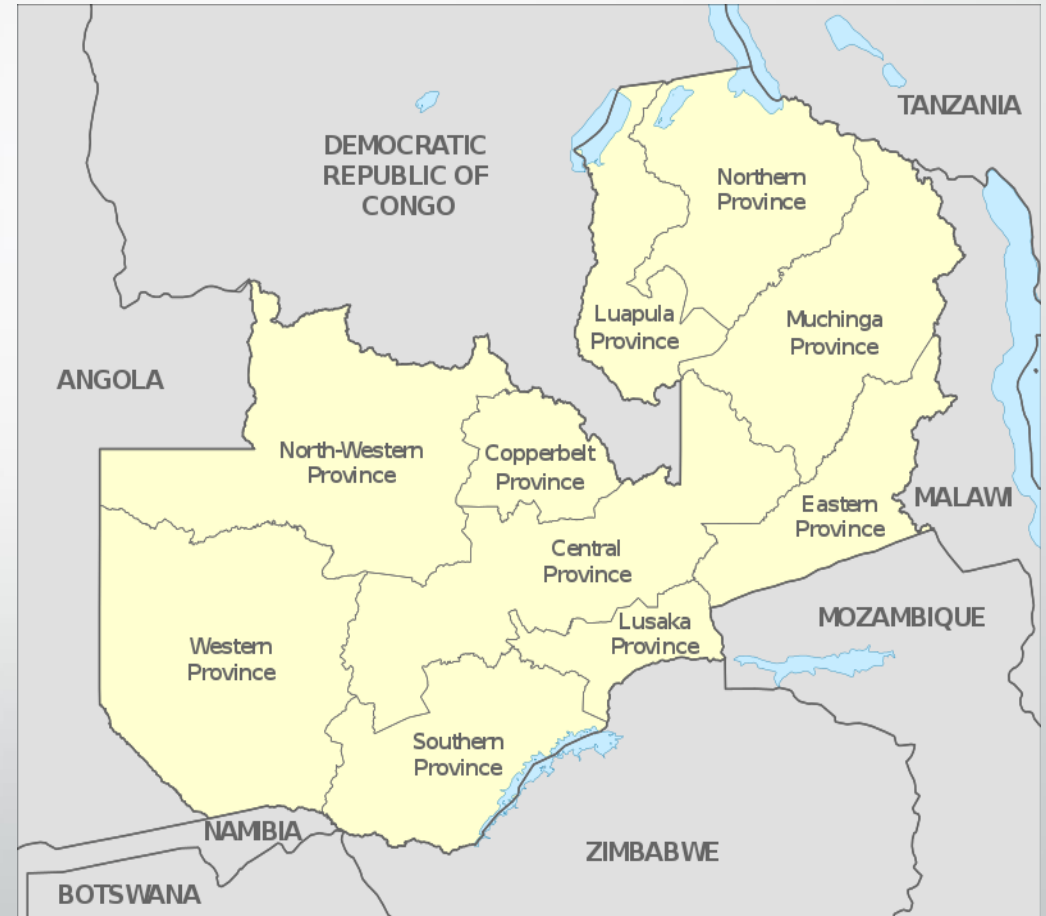 TANZANIA
DEMOCRATIC
REPUBLIC OF
CONGO
Northern
Province
Luapula
Province
Muchinga
Province
ANGOLA
North-Western
Province
Copperbelt
Province
Eastern
Province
MALAWI
Central
Province
Lusaka
Province
MOZAMBIQUE
Western
Province
Southern
Province
NAMIBIA
ZIMBABWE
BOTSWANA